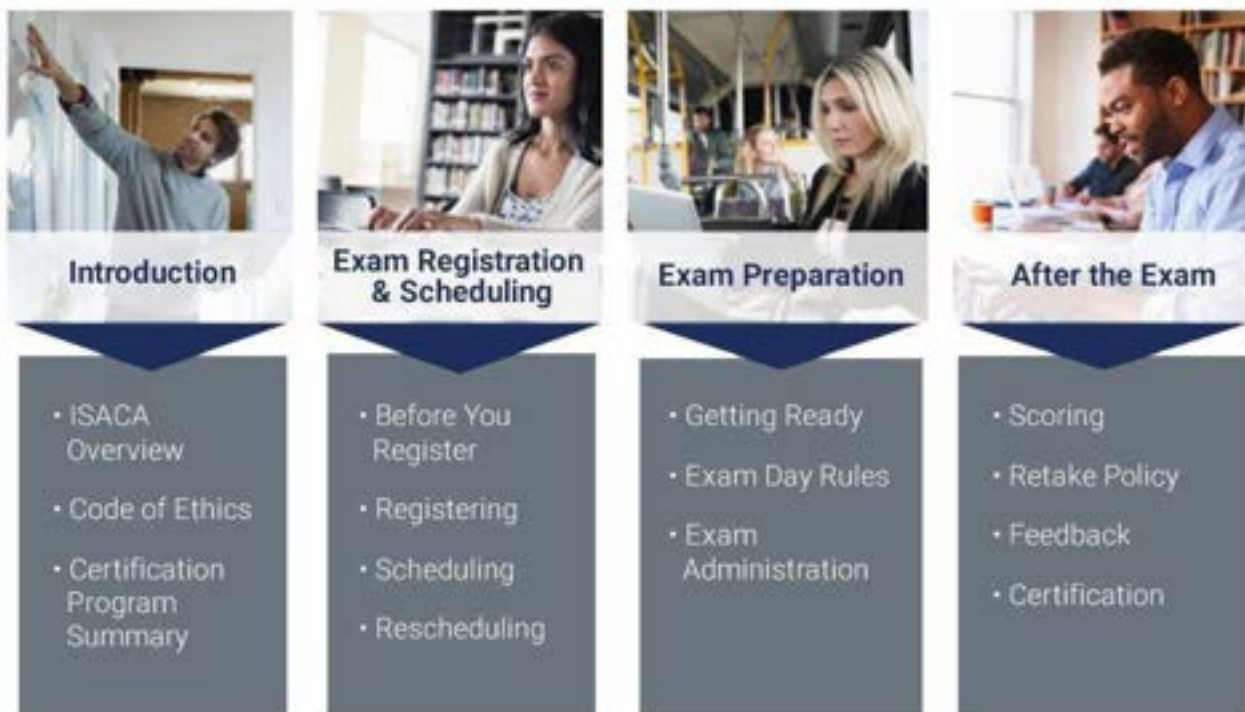 Introduction
• ISACA
Overview
• Code of Ethics
• Certification
Program
Summary
Exam Registration
& Scheduling
• Before You
Register
• Registering
• Scheduling
• Rescheduling
Exam Preparation
• Getting Ready
• Exam Day Rules
• Exam
Administration
After the Exam
• Scoring
• Retake Policy
• Feedback
• Certification